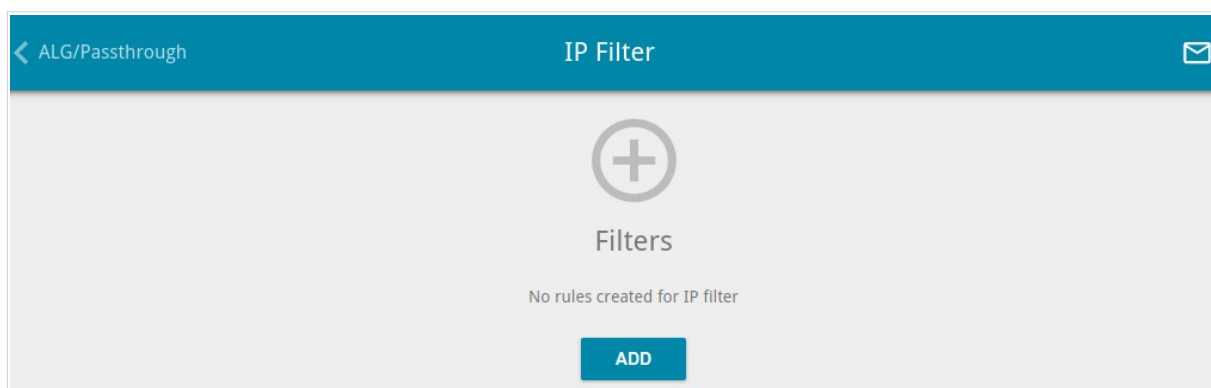 ALG/Passthrough
IP Filter
Filters
No rules created for IP filter
ADD